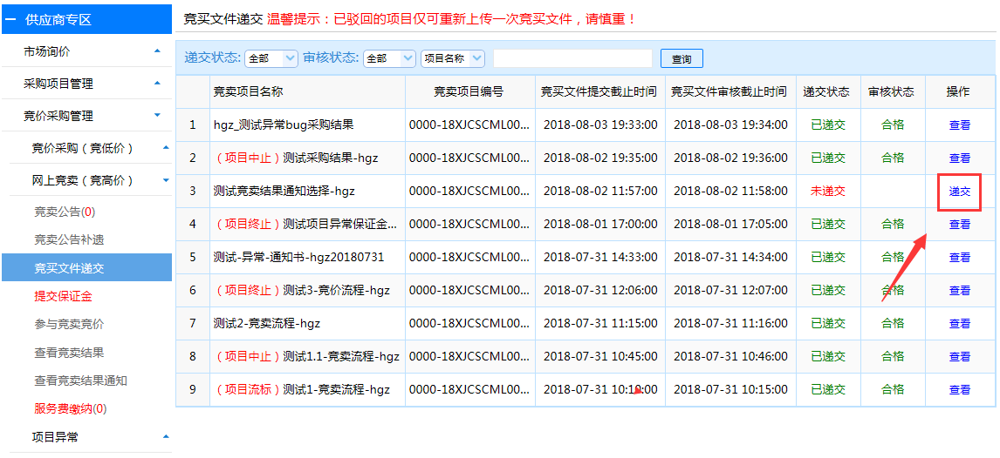 供应商专区
市场询价
采购项目管理
竞价采购管理
竞价采购（竞低价）
网上竞卖（竞高价）
竞卖公告(0)
竞卖公告补遗
竞买文件递交
提交保证金
参与竞卖竞价
查看竞卖结果
查看竞卖结果通知
服务费缴纳(0)
项目异常
竞买文件递交 温馨提示：已驳回的项目仅可重新上传一次竞买文件，请慎重！
递交状态: 全部 审核状态: 全部 项目名称 查询
竞卖项目名称 竞卖项目编号 竞买文件提交截止时间 竞买文件审核截止时间 递交状态 审核状态 操作
1 hgz_测试异常bug采购结果 0000-18XJCSCML00... 2018-08-03 19:33:00 2018-08-03 19:34:00 已递交 合格 查看
2 （项目中止）测试采购结果-hgz 0000-18XJCSCML00... 2018-08-02 19:35:00 2018-08-02 19:36:00 已递交 合格 查看
3 测试竞卖结果通知选择-hgz 0000-18XJCSCML00... 2018-08-02 11:57:00 2018-08-02 11:58:00 未递交 递交
4 （项目终止）测试项目异常保证金... 0000-18XJCSCML00... 2018-08-01 17:00:00 2018-08-01 17:05:00 已递交 合格 查看
5 测试-异常-通知书-hgz20180731 0000-18XJCSCML00... 2018-07-31 14:33:00 2018-07-31 14:34:00 已递交 合格 查看
6 （项目终止）测试3-竞价流程-hgz 0000-18XJCSCML00... 2018-07-31 12:06:00 2018-07-31 12:07:00 已递交 合格 查看
7 测试2-竞卖流程-hgz 0000-18XJCSCML00... 2018-07-31 11:15:00 2018-07-31 11:16:00 已递交 合格 查看
8 （项目中止）测试1.1-竞卖流程-hgz 0000-18XJCSCML00... 2018-07-31 10:45:00 2018-07-31 10:46:00 已递交 合格 查看
9 （项目流标）测试1-竞卖流程-hgz 0000-18XJCSCML00... 2018-07-31 10:10:00 2018-07-31 10:15:00 已递交 合格 查看